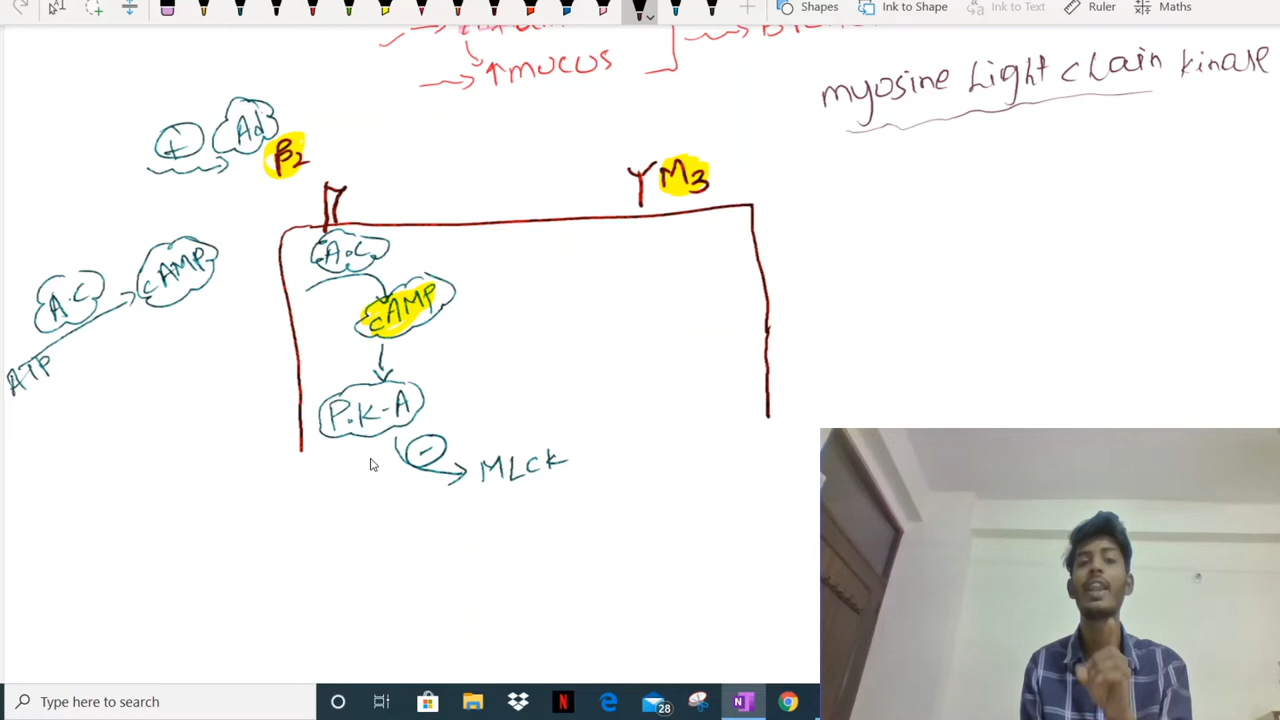 Shapes
Ink to Shape
Ink to Text
Ruler
Maths
↑mucus
myosine Light chain kinase
+
Ad
β2
M3
A.C
cAMP
A.C
cAMP
ATP
P.K-A
-
MLCK
Type here to search
28